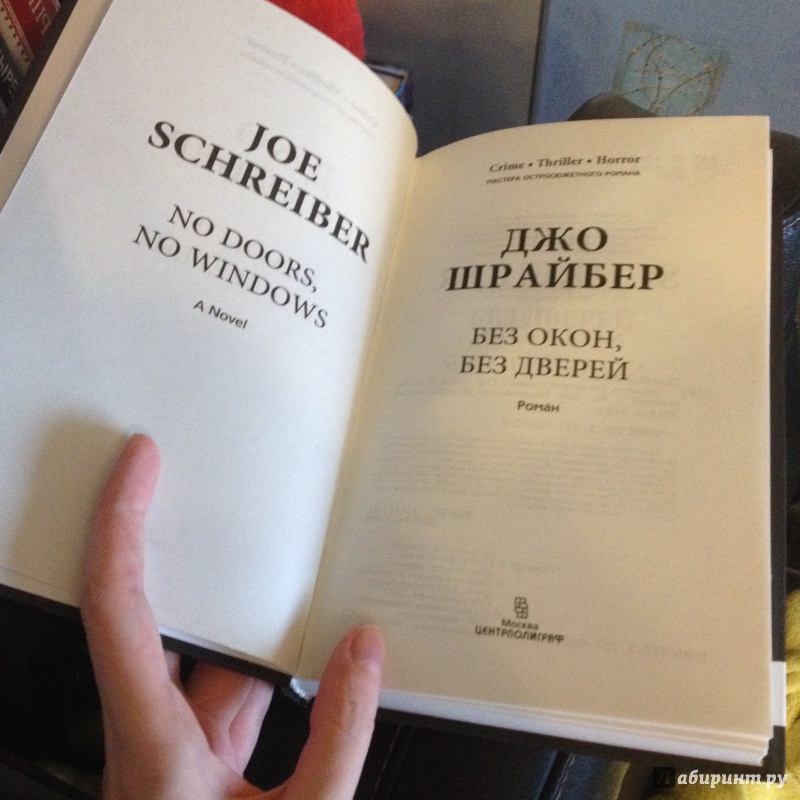 JOE
SCHREIBER
NO DOORS,
NO WINDOWS
A Novel
Crime • Thriller • Horror
МАСТЕРА ОСТРОСЮЖЕТНОГО РОМАНА
ДЖО
ШРАЙБЕР
БЕЗ ОКОН,
БЕЗ ДВЕРЕЙ
Роман
Москва
ЦЕНТРПОЛИГРАФ
Лабиринт.ру